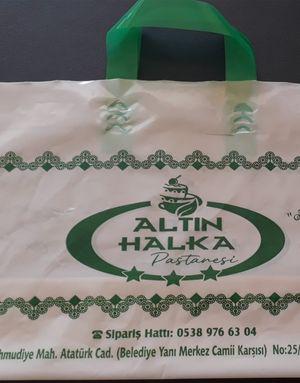 ALTIN
HALKA
Pastanesi
Sipariş Hattı: 0538 976 63 04
hmudiye Mah. Atatürk Cad. (Belediye Yanı Merkez Camii Karşısı) No:25/